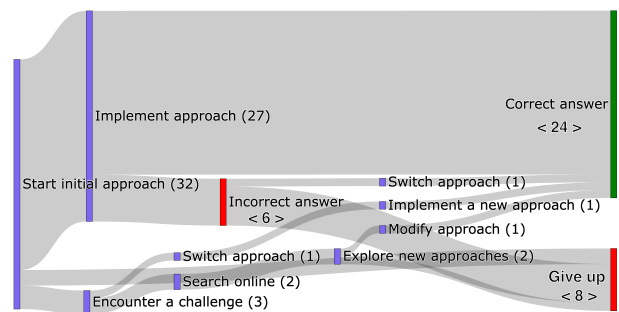 Implement approach (27)
Correct answer
< 24 >
Start initial approach (32)
Switch approach (1)
Incorrect answer
< 6 >
Implement a new approach (1)
Modify approach (1)
Switch approach (1)
Explore new approaches (2)
Search online (2)
Give up
< 8 >
Encounter a challenge (3)